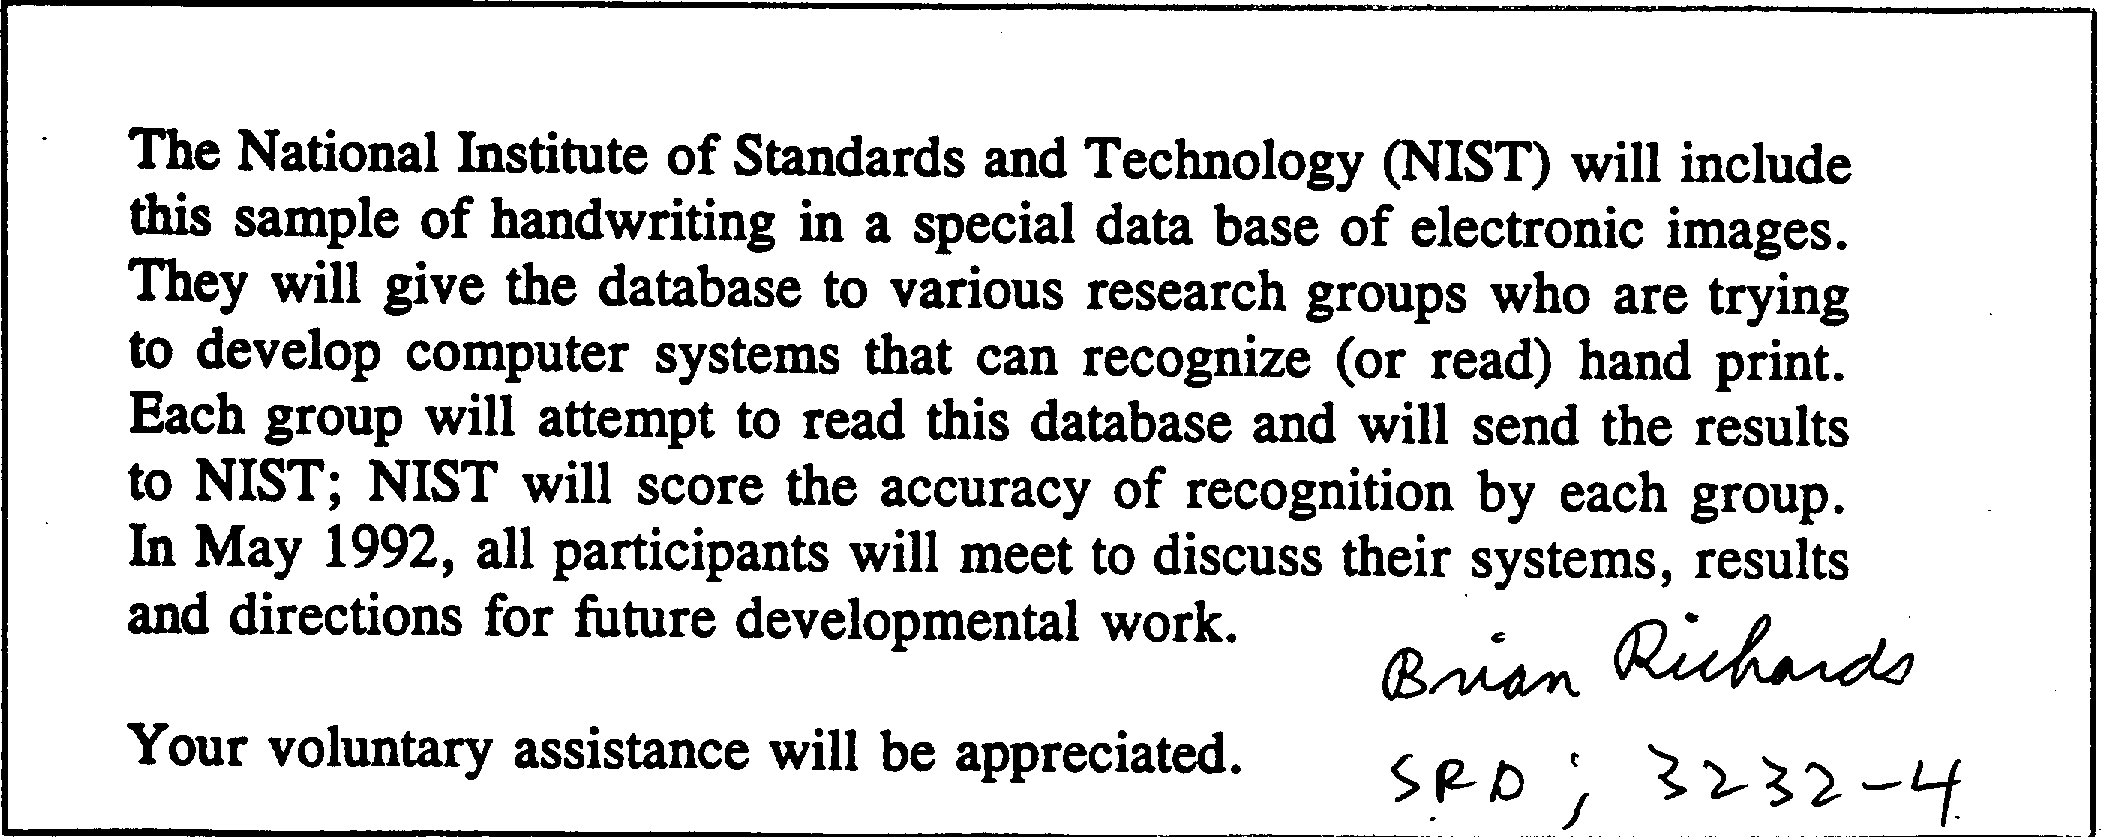 The National Institute of Standards and Technology (NIST) will include
this sample of handwriting in a special data base of electronic images.
They will give the database to various research groups who are trying
to develop computer systems that can recognize (or read) hand print.
Each group will attempt to read this database and will send the results
to NIST; NIST will score the accuracy of recognition by each group.
In May 1992, all participants will meet to discuss their systems, results
and directions for future developmental work.
Brian Richards
Your voluntary assistance will be appreciated.
SRD; 3232-4